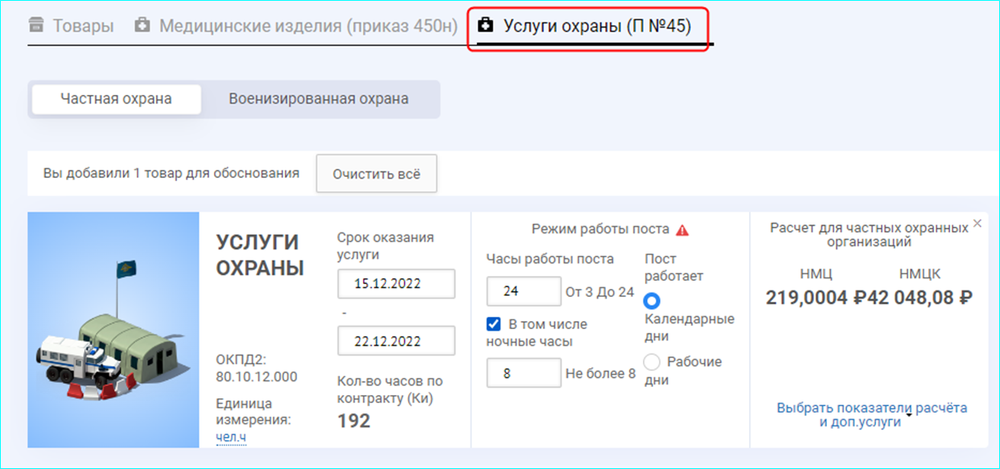 Товары
Медицинские изделия (приказ 450н)
Услуги охраны (П №45)
Частная охрана
Военизированная охрана
Вы добавили 1 товар для обоснования
Очистить всё
УСЛУГИ
ОХРАНЫ
ОКПД2:
80.10.12.000
Единица
измерения:
чел.ч
Срок оказания
услуги
15.12.2022
-
22.12.2022
Кол-во часов по
контракту (Ки)
192
Режим работы поста
Часы работы поста
24 От 3 До 24
В том числе
ночные часы
8 Не более 8
Пост
работает
Календарные
дни
Рабочие
дни
Расчет для частных охранных
организаций
НМЦ НМЦК
219,0004 ₽42 048,08 ₽
Выбрать показатели расчёта
и доп.услуги